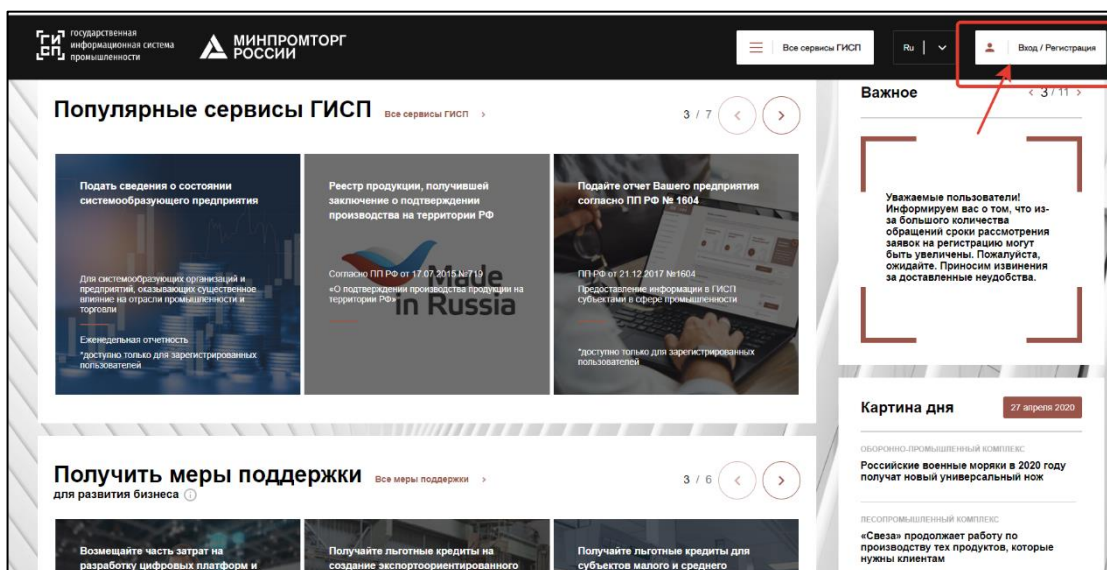 государственная
информационная система
промышленности
МИНПРОМТОРГ
РОССИИ
Все сервисы ГИСП
Ru
Вход / Регистрация
Популярные сервисы ГИСП
Все сервисы ГИСП
3 / 7
Подать сведения о состоянии
системообразующего предприятия
Для системообразующих организаций и
предприятий, оказывающих существенное
влияние на отрасли промышленности и
торговли
Еженедельная отчетность
*доступно только для зарегистрированных
пользователей
Реестр продукции, получившей
заключение о подтверждении
производства на территории РФ
Made
in Russia
Согласно ПП РФ от 17.07.2015 №719
«О подтверждении производства продукции на
территории РФ»
Подайте отчет Вашего предприятия
согласно ПП РФ № 1604
ПП РФ от 21.12.2017 №1604
Предоставление информации в ГИСП
субъектами в сфере промышленности
*доступно только для зарегистрированных
пользователей
Важное
3 / 11
Уважаемые пользователи!
Информируем вас о том, что из-
за большого количества
обращений сроки рассмотрения
заявок на регистрацию могут
быть увеличены. Пожалуйста,
ожидайте. Приносим извинения
за доставленные неудобства.
Картина дня
27 апреля 2020
ОБОРОННО-ПРОМЫШЛЕННЫЙ КОМПЛЕКС
Российские военные моряки в 2020 году
получат новый универсальный нож
ЛЕСОПРОМЫШЛЕННЫЙ КОМПЛЕКС
«Свеза» продолжает работу по
производству тех продуктов, которые
нужны клиентам
Получить меры поддержки
Все меры поддержки
для развития бизнеса
3 / 6
Возмещайте часть затрат на
разработку цифровых платформ и
Получайте льготные кредиты на
создание экспортоориентированного
Получайте льготные кредиты для
субъектов малого и среднего